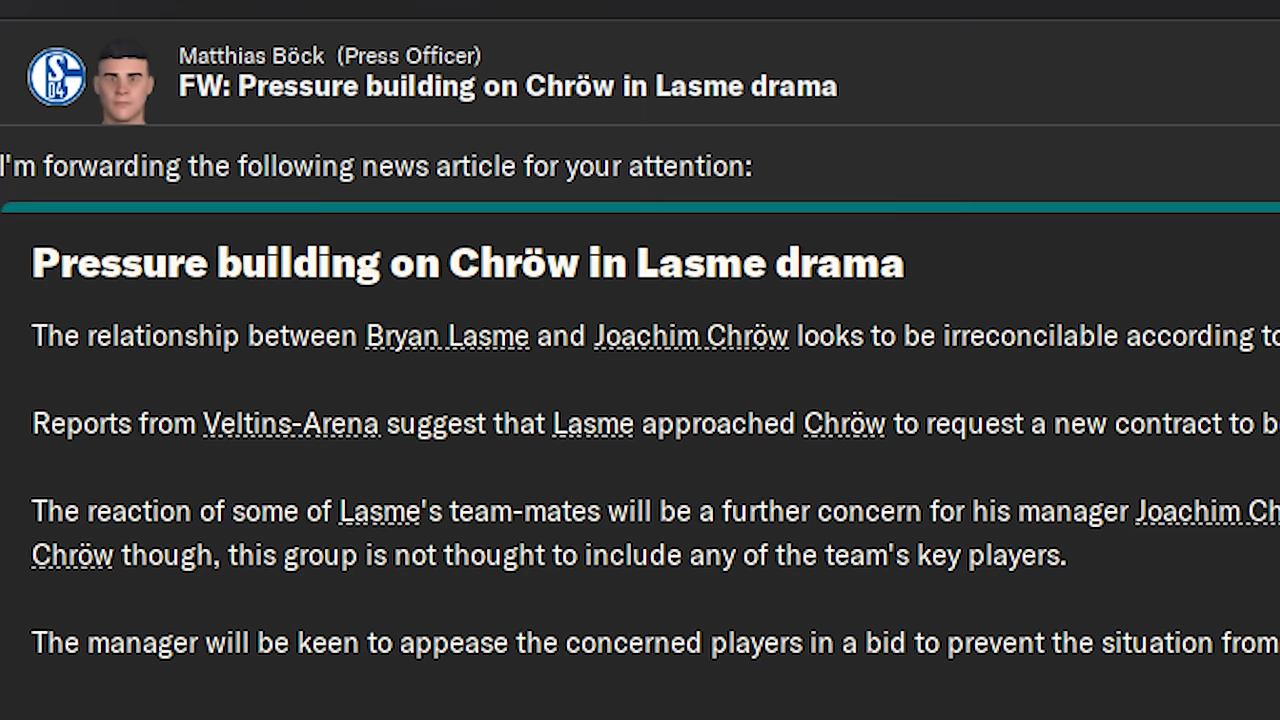 Matthias Böck (Press Officer)
FW: Pressure building on Chröw in Lasme drama
I'm forwarding the following news article for your attention:
Pressure building on Chröw in Lasme drama
The relationship between Bryan Lasme and Joachim Chröw looks to be irreconcilable according to
Reports from Veltins-Arena suggest that Lasme approached Chröw to request a new contract to b
The reaction of some of Lasme's team-mates will be a further concern for his manager Joachim Ch
Chröw though, this group is not thought to include any of the team's key players.
The manager will be keen to appease the concerned players in a bid to prevent the situation from